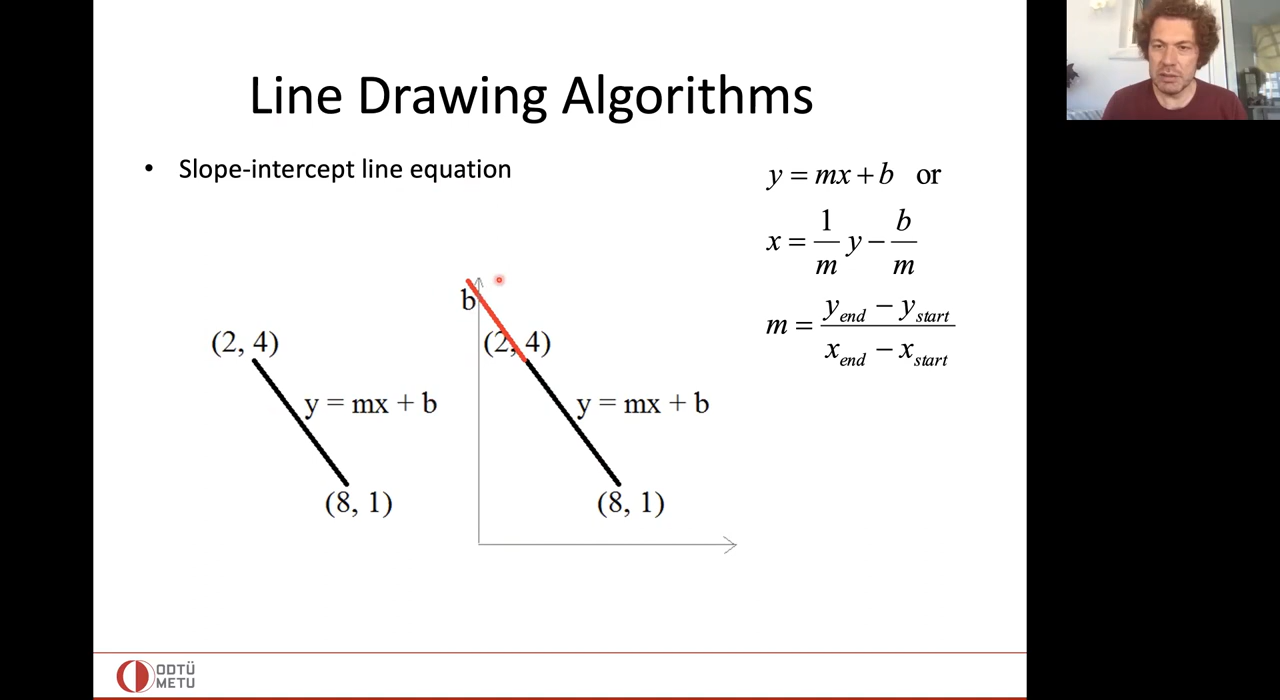 Line Drawing Algorithms
• Slope-intercept line equation
y = mx + b or
x = 1/m y − b/m
m = (y_end − y_start)/(x_end − x_start)
b
(2, 4)
(2, 4)
y = mx + b
y = mx + b
(8, 1)
(8, 1)
ODTÜ
METU